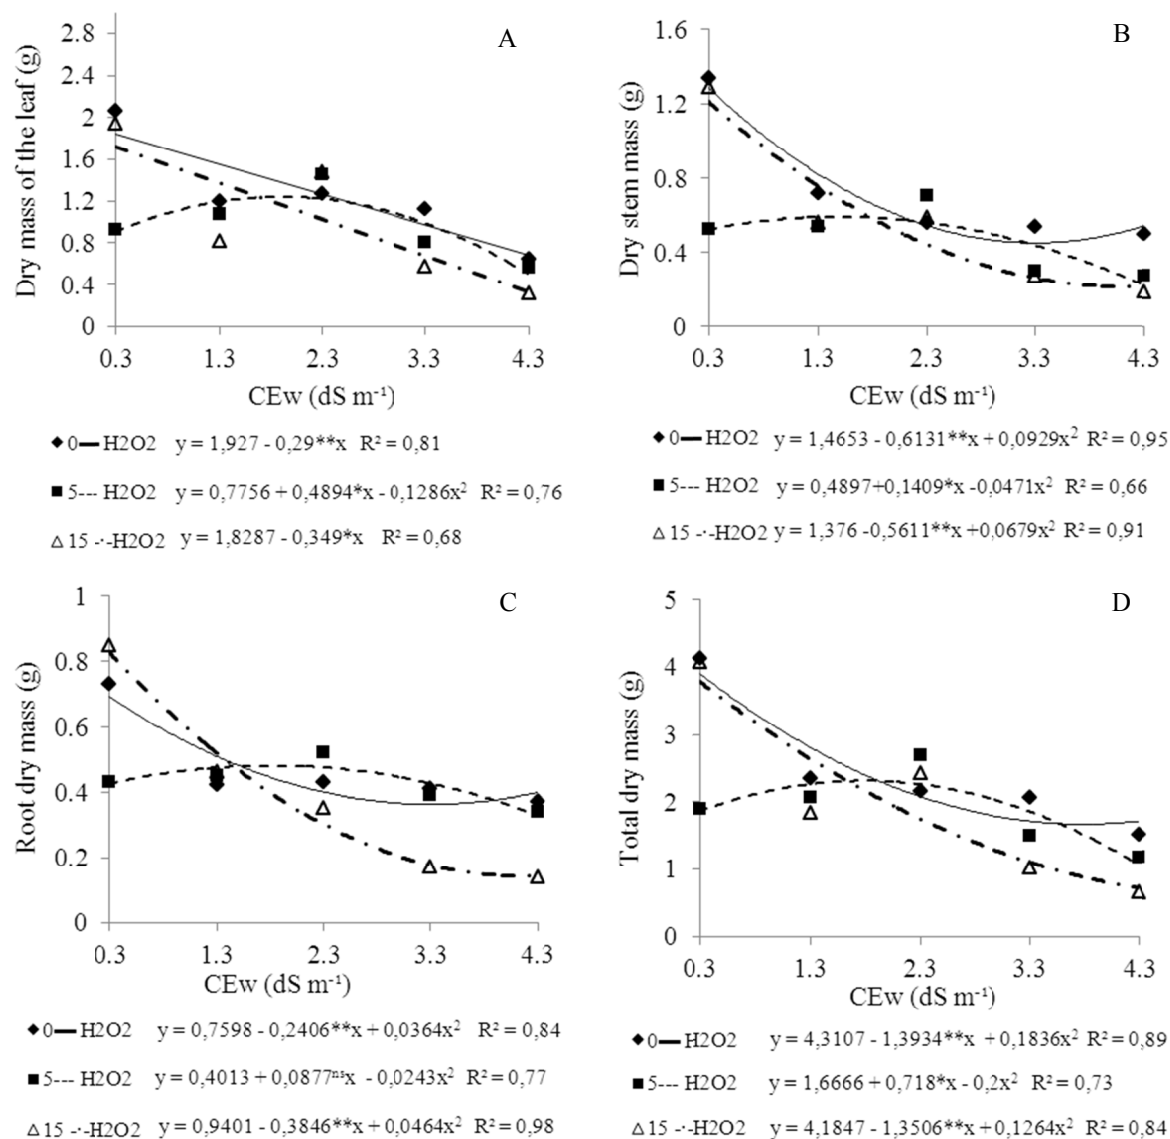 A
Dry mass of the leaf (g)
2.8
2.4
2
1.6
1.2
0.8
0.4
0
0.3 1.3 2.3 3.3 4.3
CEw (dS m⁻¹)
0 H2O2 y = 1,927 - 0,29**x R² = 0,81
5--- H2O2 y = 0,7756 + 0,4894*x - 0,1286x² R² = 0,76
15 -·-H2O2 y = 1,8287 - 0,349*x R² = 0,68
B
Dry stem mass (g)
1.6
1.2
0.8
0.4
0
0.3 1.3 2.3 3.3 4.3
CEw (dS m⁻¹)
0 H2O2 y = 1,4653 - 0,6131**x + 0,0929x² R² = 0,95
5--- H2O2 y = 0,4897+0,1409*x -0,0471x² R² = 0,66
15 -·-H2O2 y = 1,376 -0,5611**x +0,0679x² R² = 0,91
C
Root dry mass (g)
1
0.8
0.6
0.4
0.2
0
0.3 1.3 2.3 3.3 4.3
CEw (dS m⁻¹)
0 H2O2 y = 0,7598 - 0,2406**x + 0,0364x² R² = 0,84
5--- H2O2 y = 0,4013 + 0,0877ⁿˢx - 0,0243x² R² = 0,77
15 -·-H2O2 y = 0,9401 - 0,3846**x + 0,0464x² R² = 0,98
D
Total dry mass (g)
5
4
3
2
1
0
0.3 1.3 2.3 3.3 4.3
CEw (dS m⁻¹)
0 H2O2 y = 4,3107 - 1,3934**x + 0,1836x² R² = 0,89
5--- H2O2 y = 1,6666 + 0,718*x - 0,2x² R² = 0,73
15 -·-H2O2 y = 4,1847 - 1,3506**x + 0,1264x² R² = 0,84